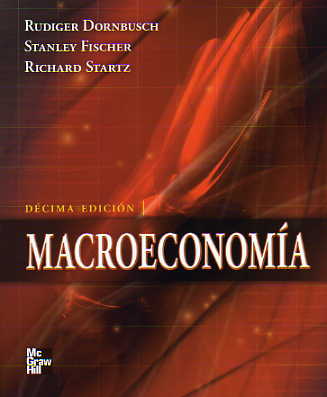 RUDIGER DORNBUSCH
STANLEY FISCHER
RICHARD STARTZ
DÉCIMA EDICIÓN
MACROECONOMÍA
Mc
Graw
Hill